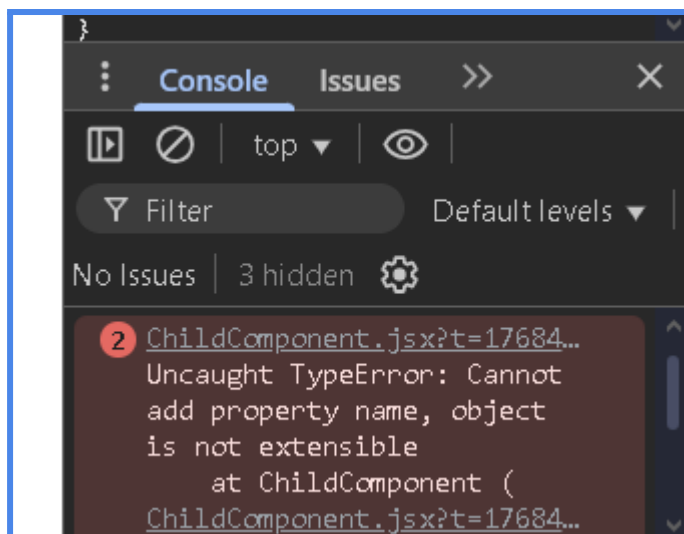 }
Console Issues
top
Filter Default levels
No Issues 3 hidden
2 ChildComponent.jsx?t=17684…
Uncaught TypeError: Cannot
add property name, object
is not extensible
at ChildComponent (
ChildComponent.jsx?t=17684…